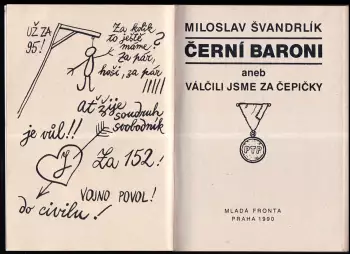 UŽ ZA
95!
Za kolik
to ještě
máme?
za pár,
hoši, za pár
!!!!!
ať žije
soudruh
svobodník
je vůl!!
Za 152!
VOJNO POVOL!
do civilu!
MILOSLAV ŠVANDRLÍK
ČERNÍ BARONI
aneb
VÁLČILI JSME ZA ČEPIČKY
PTP
MLADÁ FRONTA
PRAHA 1990